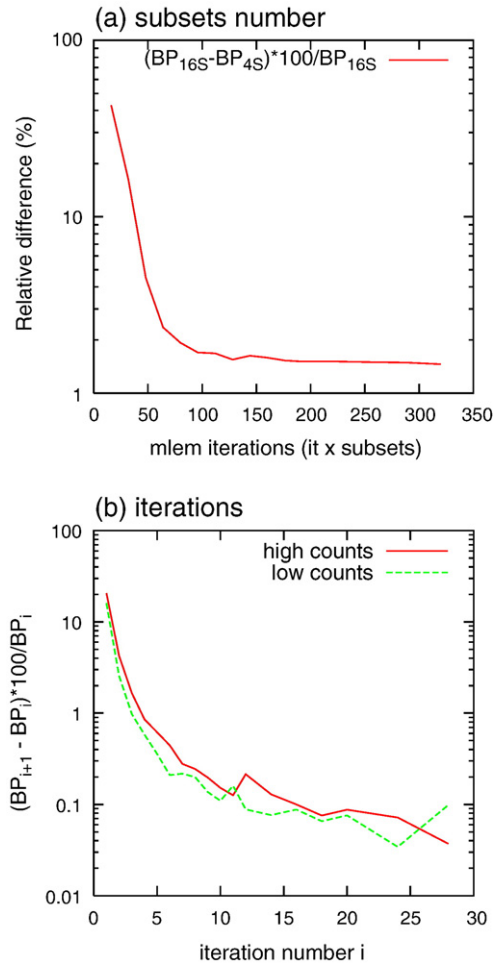 (a) subsets number
100
(BP16S-BP4S)*100/BP16S
Relative difference (%)
10
1
0 50 100 150 200 250 300 350
mlem iterations (it x subsets)
(b) iterations
100
high counts
low counts
10
(BPi+1 - BPi)*100/BPi
1
0.1
0.01
0 5 10 15 20 25 30
iteration number i